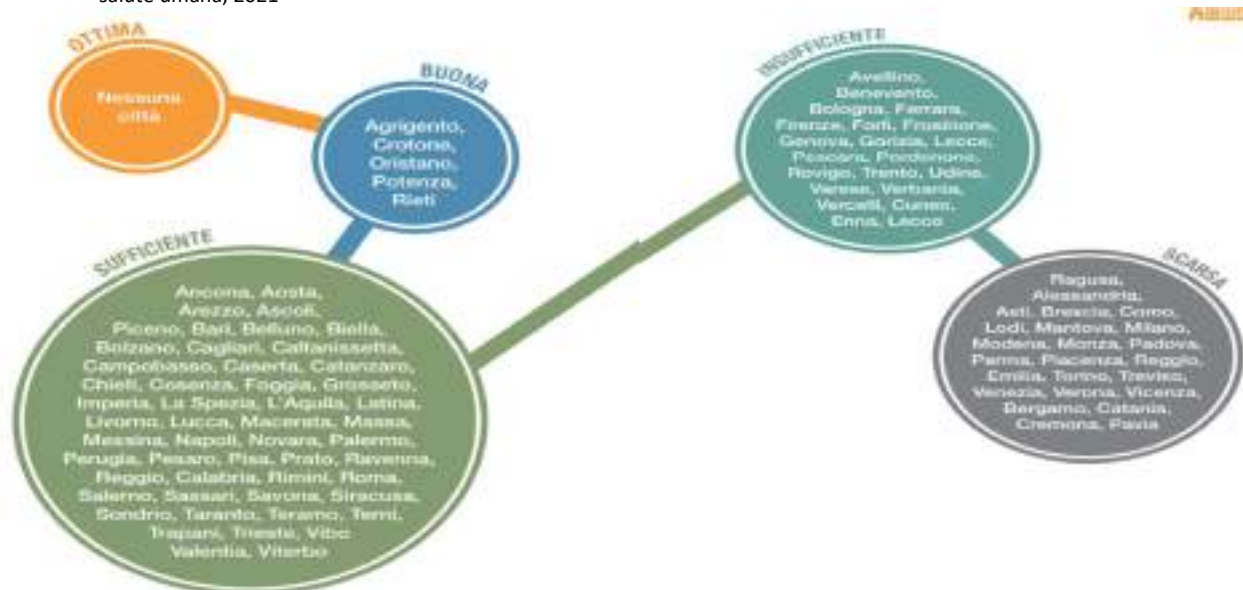 salute umana, 2021
OTTIMA
Nessuna
città
BUONA
Agrigento,
Crotone,
Oristano,
Potenza,
Rieti
SUFFICIENTE
Ancona, Aosta,
Arezzo, Ascoli,
Piceno, Bari, Belluno, Biella,
Bolzano, Cagliari, Caltanissetta,
Campobasso, Caserta, Catanzaro,
Chieti, Cosenza, Foggia, Grosseto,
Imperia, La Spezia, L'Aquila, Latina,
Livorno, Lucca, Macerata, Massa,
Messina, Napoli, Novara, Palermo,
Perugia, Pesaro, Pisa, Prato, Ravenna,
Reggio, Calabria, Rimini, Roma,
Salerno, Sassari, Savona, Siracusa,
Sondrio, Taranto, Teramo, Terni,
Trapani, Trieste, Vibo
Valentia, Viterbo
INSUFFICIENTE
Avellino,
Benevento,
Bologna, Ferrara,
Firenze, Forlì, Frosinone,
Genova, Gorizia, Lecce,
Pescara, Pordenone,
Rovigo, Trento, Udine,
Varese, Verbania,
Vercelli, Cuneo,
Enna, Lecco
SCARSA
Ragusa,
Alessandria,
Asti, Brescia, Como,
Lodi, Mantova, Milano,
Modena, Monza, Padova,
Parma, Piacenza, Reggio
Emilia, Torino, Treviso,
Venezia, Verona, Vicenza,
Bergamo, Catania,
Cremona, Pavia